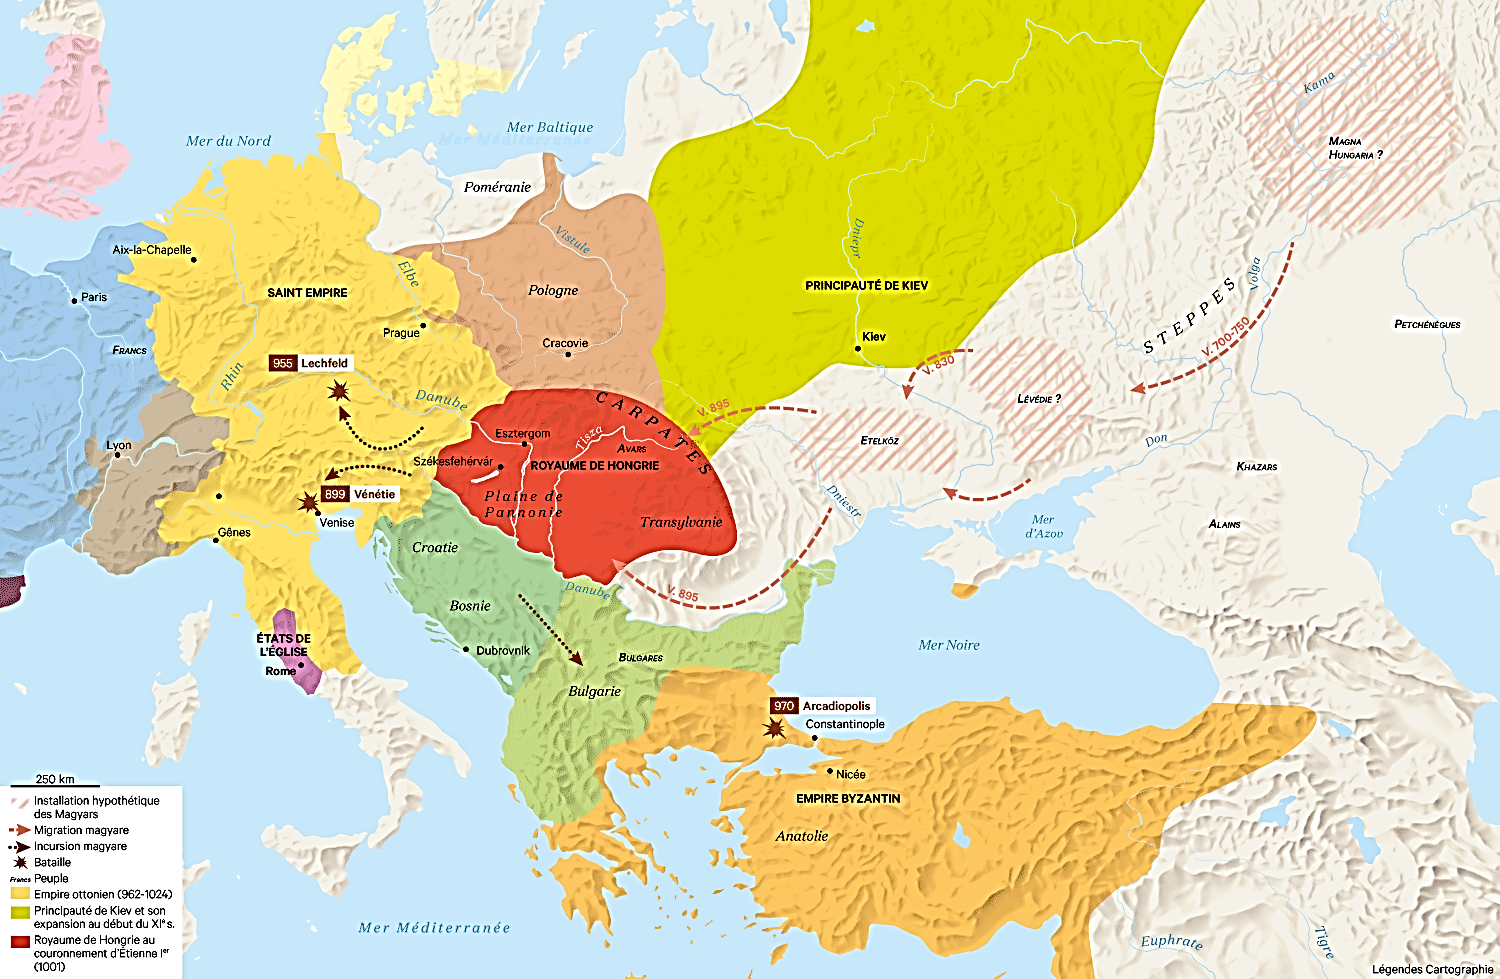 Mer du Nord
Mer Baltique
Mer Méditerranée
Poméranie
Kama
MAGNA
HUNGARIA ?
Aix-la-Chapelle
Paris
SAINT EMPIRE
Elbe
Vistule
Pologne
Dniepr
PRINCIPAUTÉ DE KIEV
Volga
STEPPES
V. 700-750
PETCHÉNÈGUES
FRANCS
Prague
Cracovie
Kiev
955 Lechfeld
Rhin
Danube
V. 830
LÉVÉDIE ?
CARPATES
V. 895
Lyon
Esztergom
Tisza
AVARS
ETELKÖZ
Don
Székesfehérvár
ROYAUME DE HONGRIE
KHAZARS
899 Vénétie
Plaine de
Pannonie
Transylvanie
Dniestr
Venise
Gênes
Mer
d'Azov
ALAINS
Croatie
Bosnie
Danube
V. 895
ÉTATS DE
L'ÉGLISE
Rome
Dubrovnik
BULGARES
Bulgarie
Mer Noire
970 Arcadiopolis
Constantinople
Nicée
EMPIRE BYZANTIN
Anatolie
Mer Méditerranée
Euphrate
Tigre
250 km
Installation hypothétique
des Magyars
Migration magyare
Incursion magyare
Bataille
Francs Peuple
Empire ottonien (962-1024)
Principauté de Kiev et son
expansion au début du XIe s.
Royaume de Hongrie au
couronnement d'Étienne Ier
(1001)
Légendes Cartographie